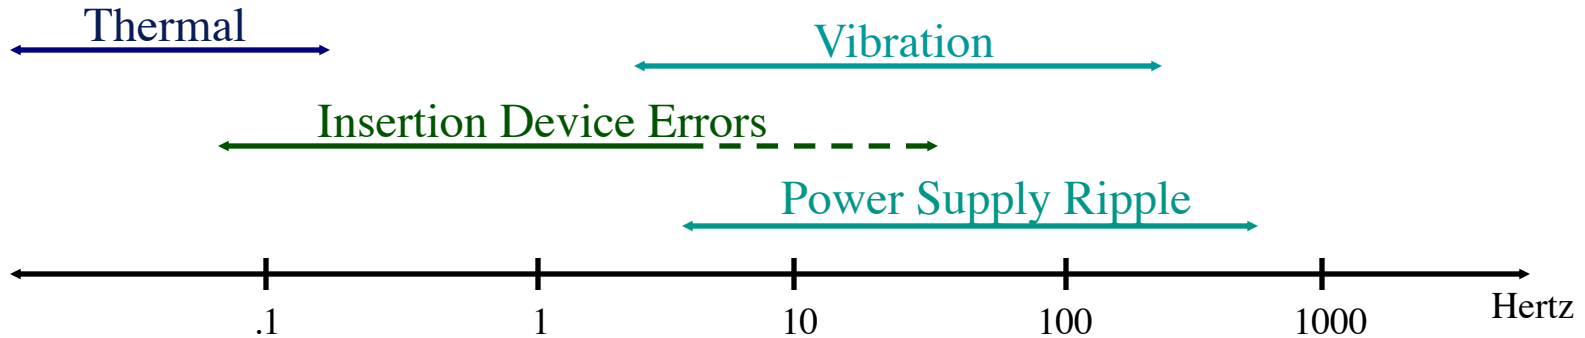 Thermal
Vibration
Insertion Device Errors
Power Supply Ripple
.1 1 10 100 1000 Hertz